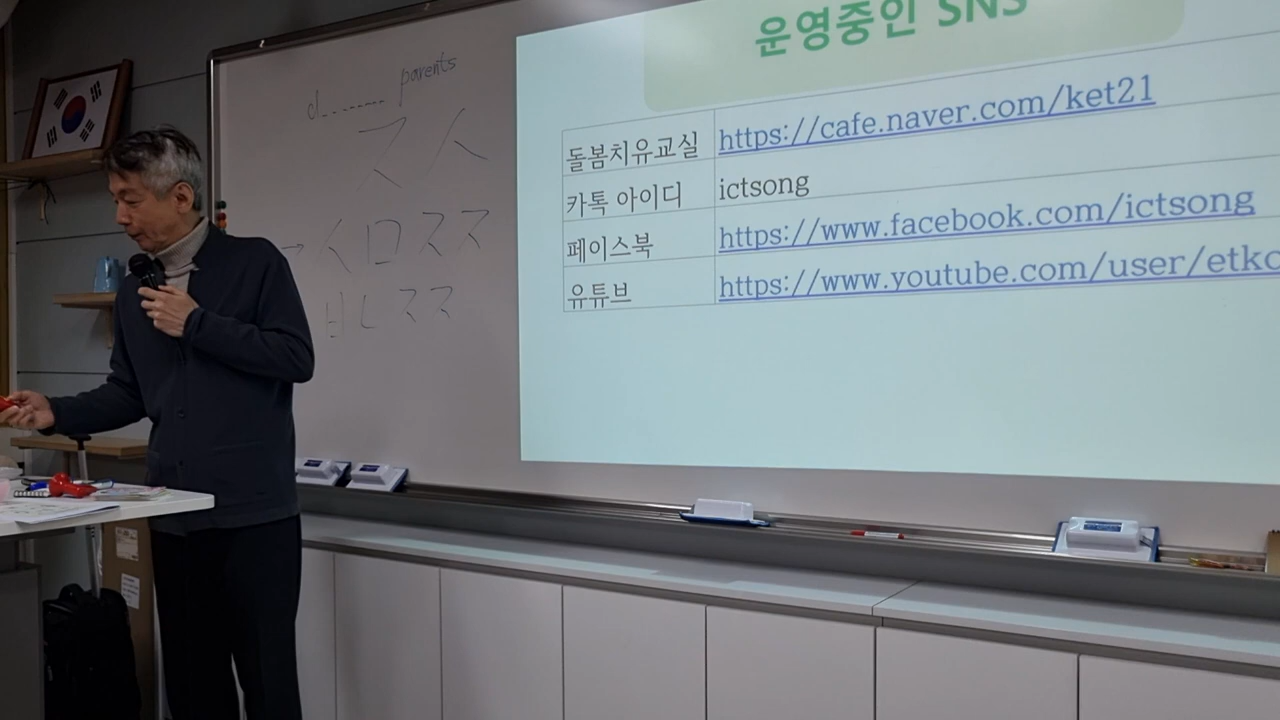 운영중인 SNS
돌봄치유교실 https://cafe.naver.com/ket21
카톡 아이디 ictsong
페이스북 https://www.facebook.com/ictsong
유튜브 https://www.youtube.com/user/etkc
d_ _ _ _ _ _ parents
ㅈㅅ
→ ㄱㅁㅈㅈ
ㅂㄴㅈㅈ